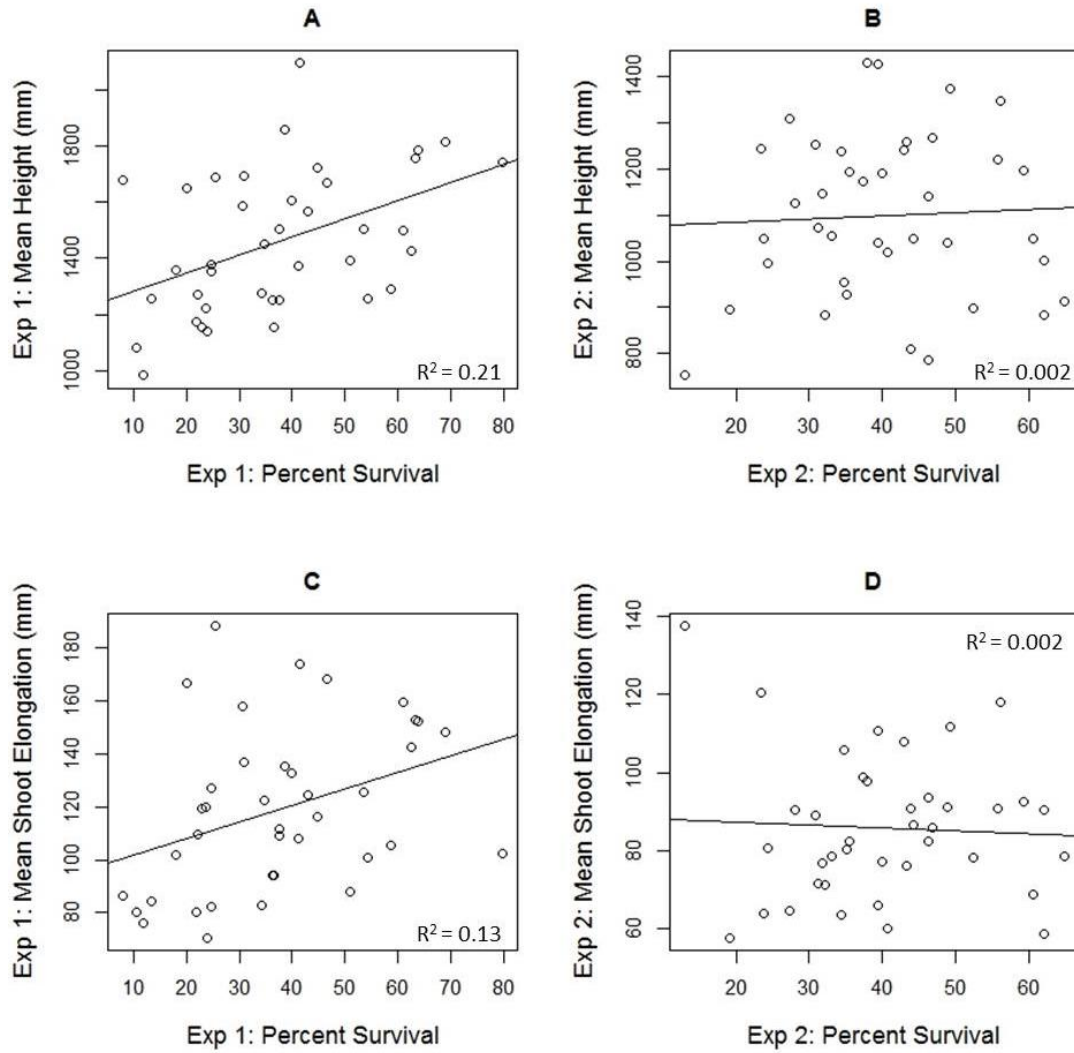 A
Exp 1: Mean Height (mm)
1000
1400
1800
R² = 0.21
10 20 30 40 50 60 70 80
Exp 1: Percent Survival
B
Exp 2: Mean Height (mm)
800
1000
1200
1400
R² = 0.002
20 30 40 50 60
Exp 2: Percent Survival
C
Exp 1: Mean Shoot Elongation (mm)
80
100
120
140
160
180
R² = 0.13
10 20 30 40 50 60 70 80
Exp 1: Percent Survival
D
Exp 2: Mean Shoot Elongation (mm)
60
80
100
120
140
R² = 0.002
20 30 40 50 60
Exp 2: Percent Survival